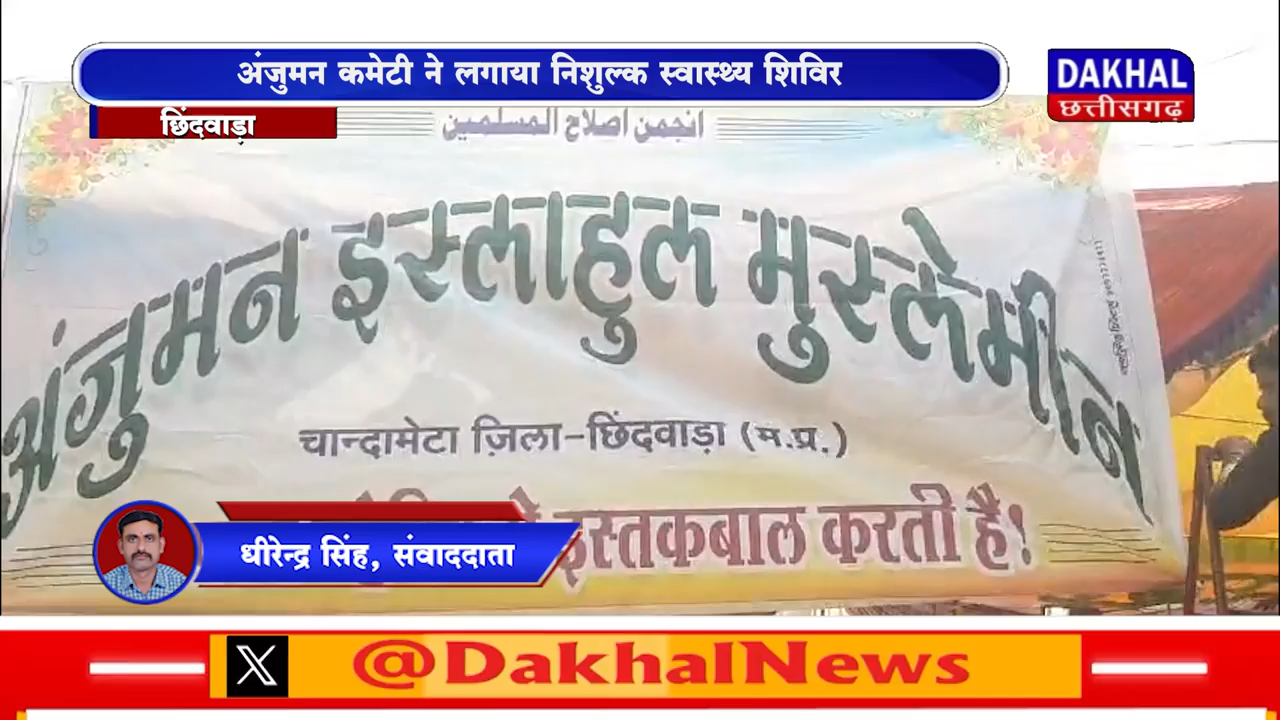 अंजुमन कमेटी ने लगाया निशुल्क स्वास्थ्य शिविर
DAKHAL
छत्तीसगढ़
छिंदवाड़ा
انجمن اصلاح المسلمین
अंजुमन इस्लाहुल मुस्लेमीन
चान्दामेटा ज़िला-छिंदवाड़ा (म.प्र.)
इस्तकबाल करती है!
धीरेन्द्र सिंह, संवाददाता
X @DakhalNews